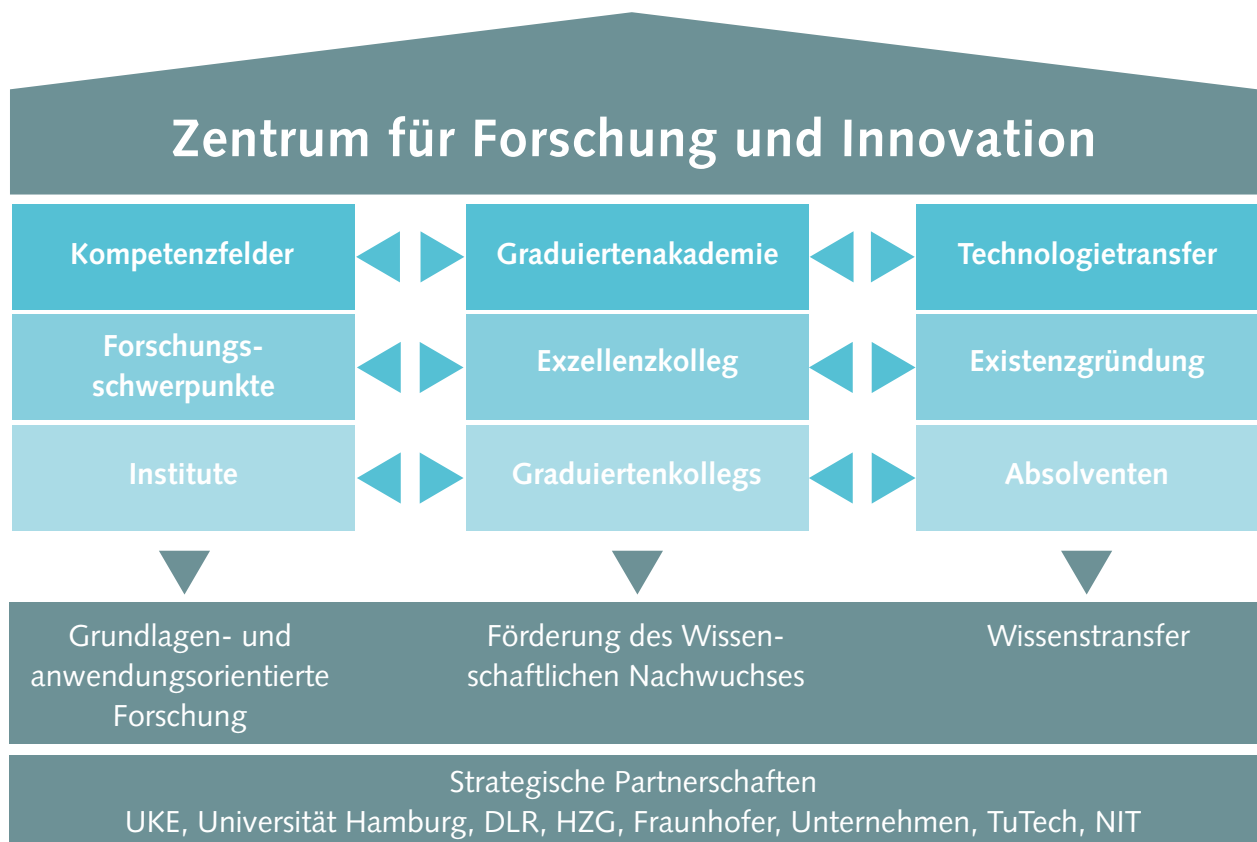 Zentrum für Forschung und Innovation
Kompetenzfelder
Graduiertenakademie
Technologietransfer
Forschungs-
schwerpunkte
Exzellenzkolleg
Existenzgründung
Institute
Graduiertenkollegs
Absolventen
Grundlagen- und
anwendungsorientierte
Forschung
Förderung des Wissen-
schaftlichen Nachwuchses
Wissenstransfer
Strategische Partnerschaften
UKE, Universität Hamburg, DLR, HZG, Fraunhofer, Unternehmen, TuTech, NIT